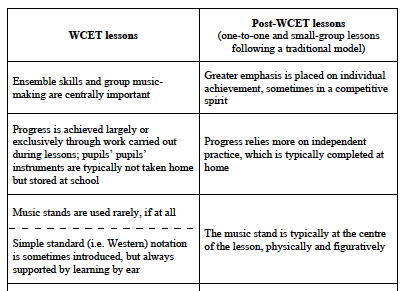 WCET lessons
Post-WCET lessons
(one-to-one and small-group lessons
following a traditional model)
Ensemble skills and group music-
making are centrally important
Greater emphasis is placed on individual
achievement, sometimes in a competitive
spirit
Progress is achieved largely or
exclusively through work carried out
during lessons; pupils’ pupils’
instruments are typically not taken home
but stored at school
Progress relies more on independent
practice, which is typically completed at
home
Music stands are used rarely, if at all
Simple standard (i.e. Western) notation
is sometimes introduced, but always
supported by learning by ear
The music stand is typically at the centre
of the lesson, physically and figuratively